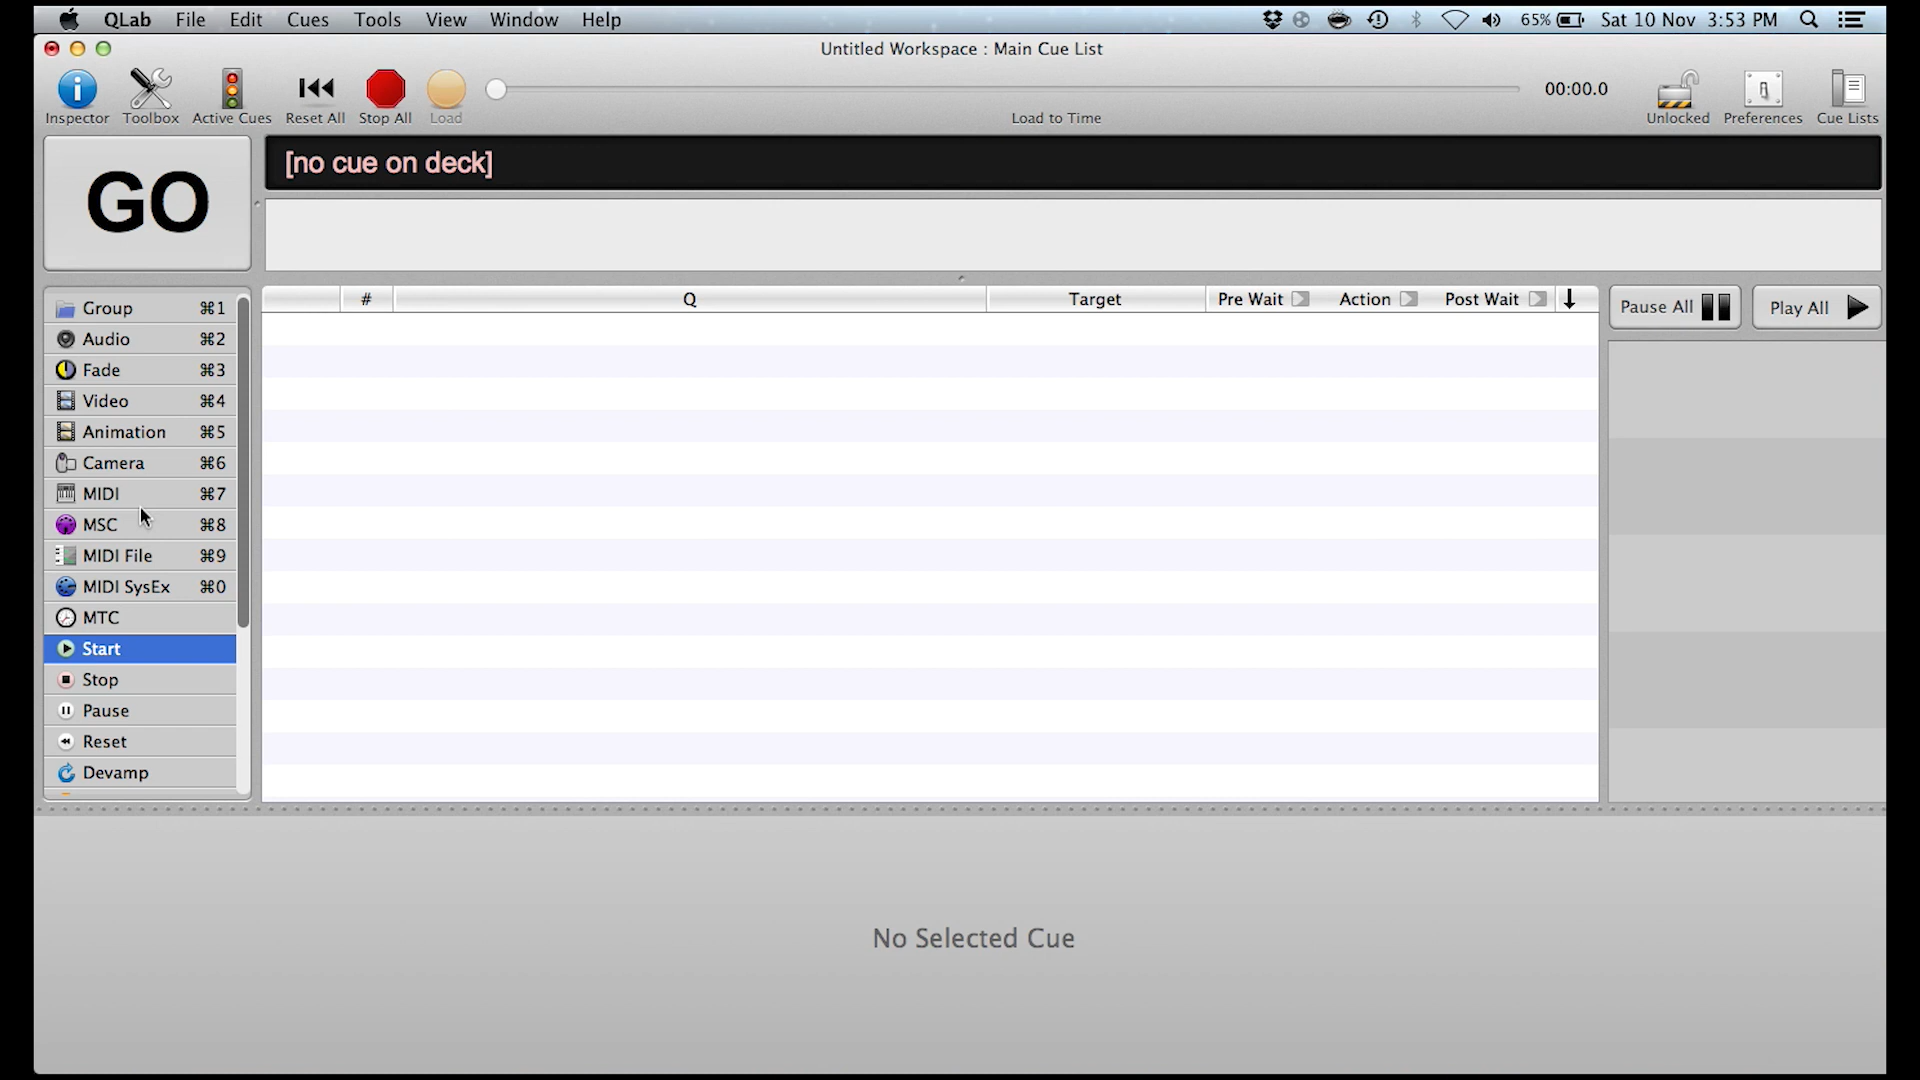 QLab File Edit Cues Tools View Window Help 65% Sat 10 Nov 3:53 PM
Untitled Workspace : Main Cue List
00:00.0
Inspector Toolbox Active Cues Reset All Stop All Load Load to Time Unlocked Preferences Cue Lists
GO
[no cue on deck]
# Q Target Pre Wait Action Post Wait
Pause All Play All
Group ⌘1
Audio ⌘2
Fade ⌘3
Video ⌘4
Animation ⌘5
Camera ⌘6
MIDI ⌘7
MSC ⌘8
MIDI File ⌘9
MIDI SysEx ⌘0
MTC
Start
Stop
Pause
Reset
Devamp
No Selected Cue